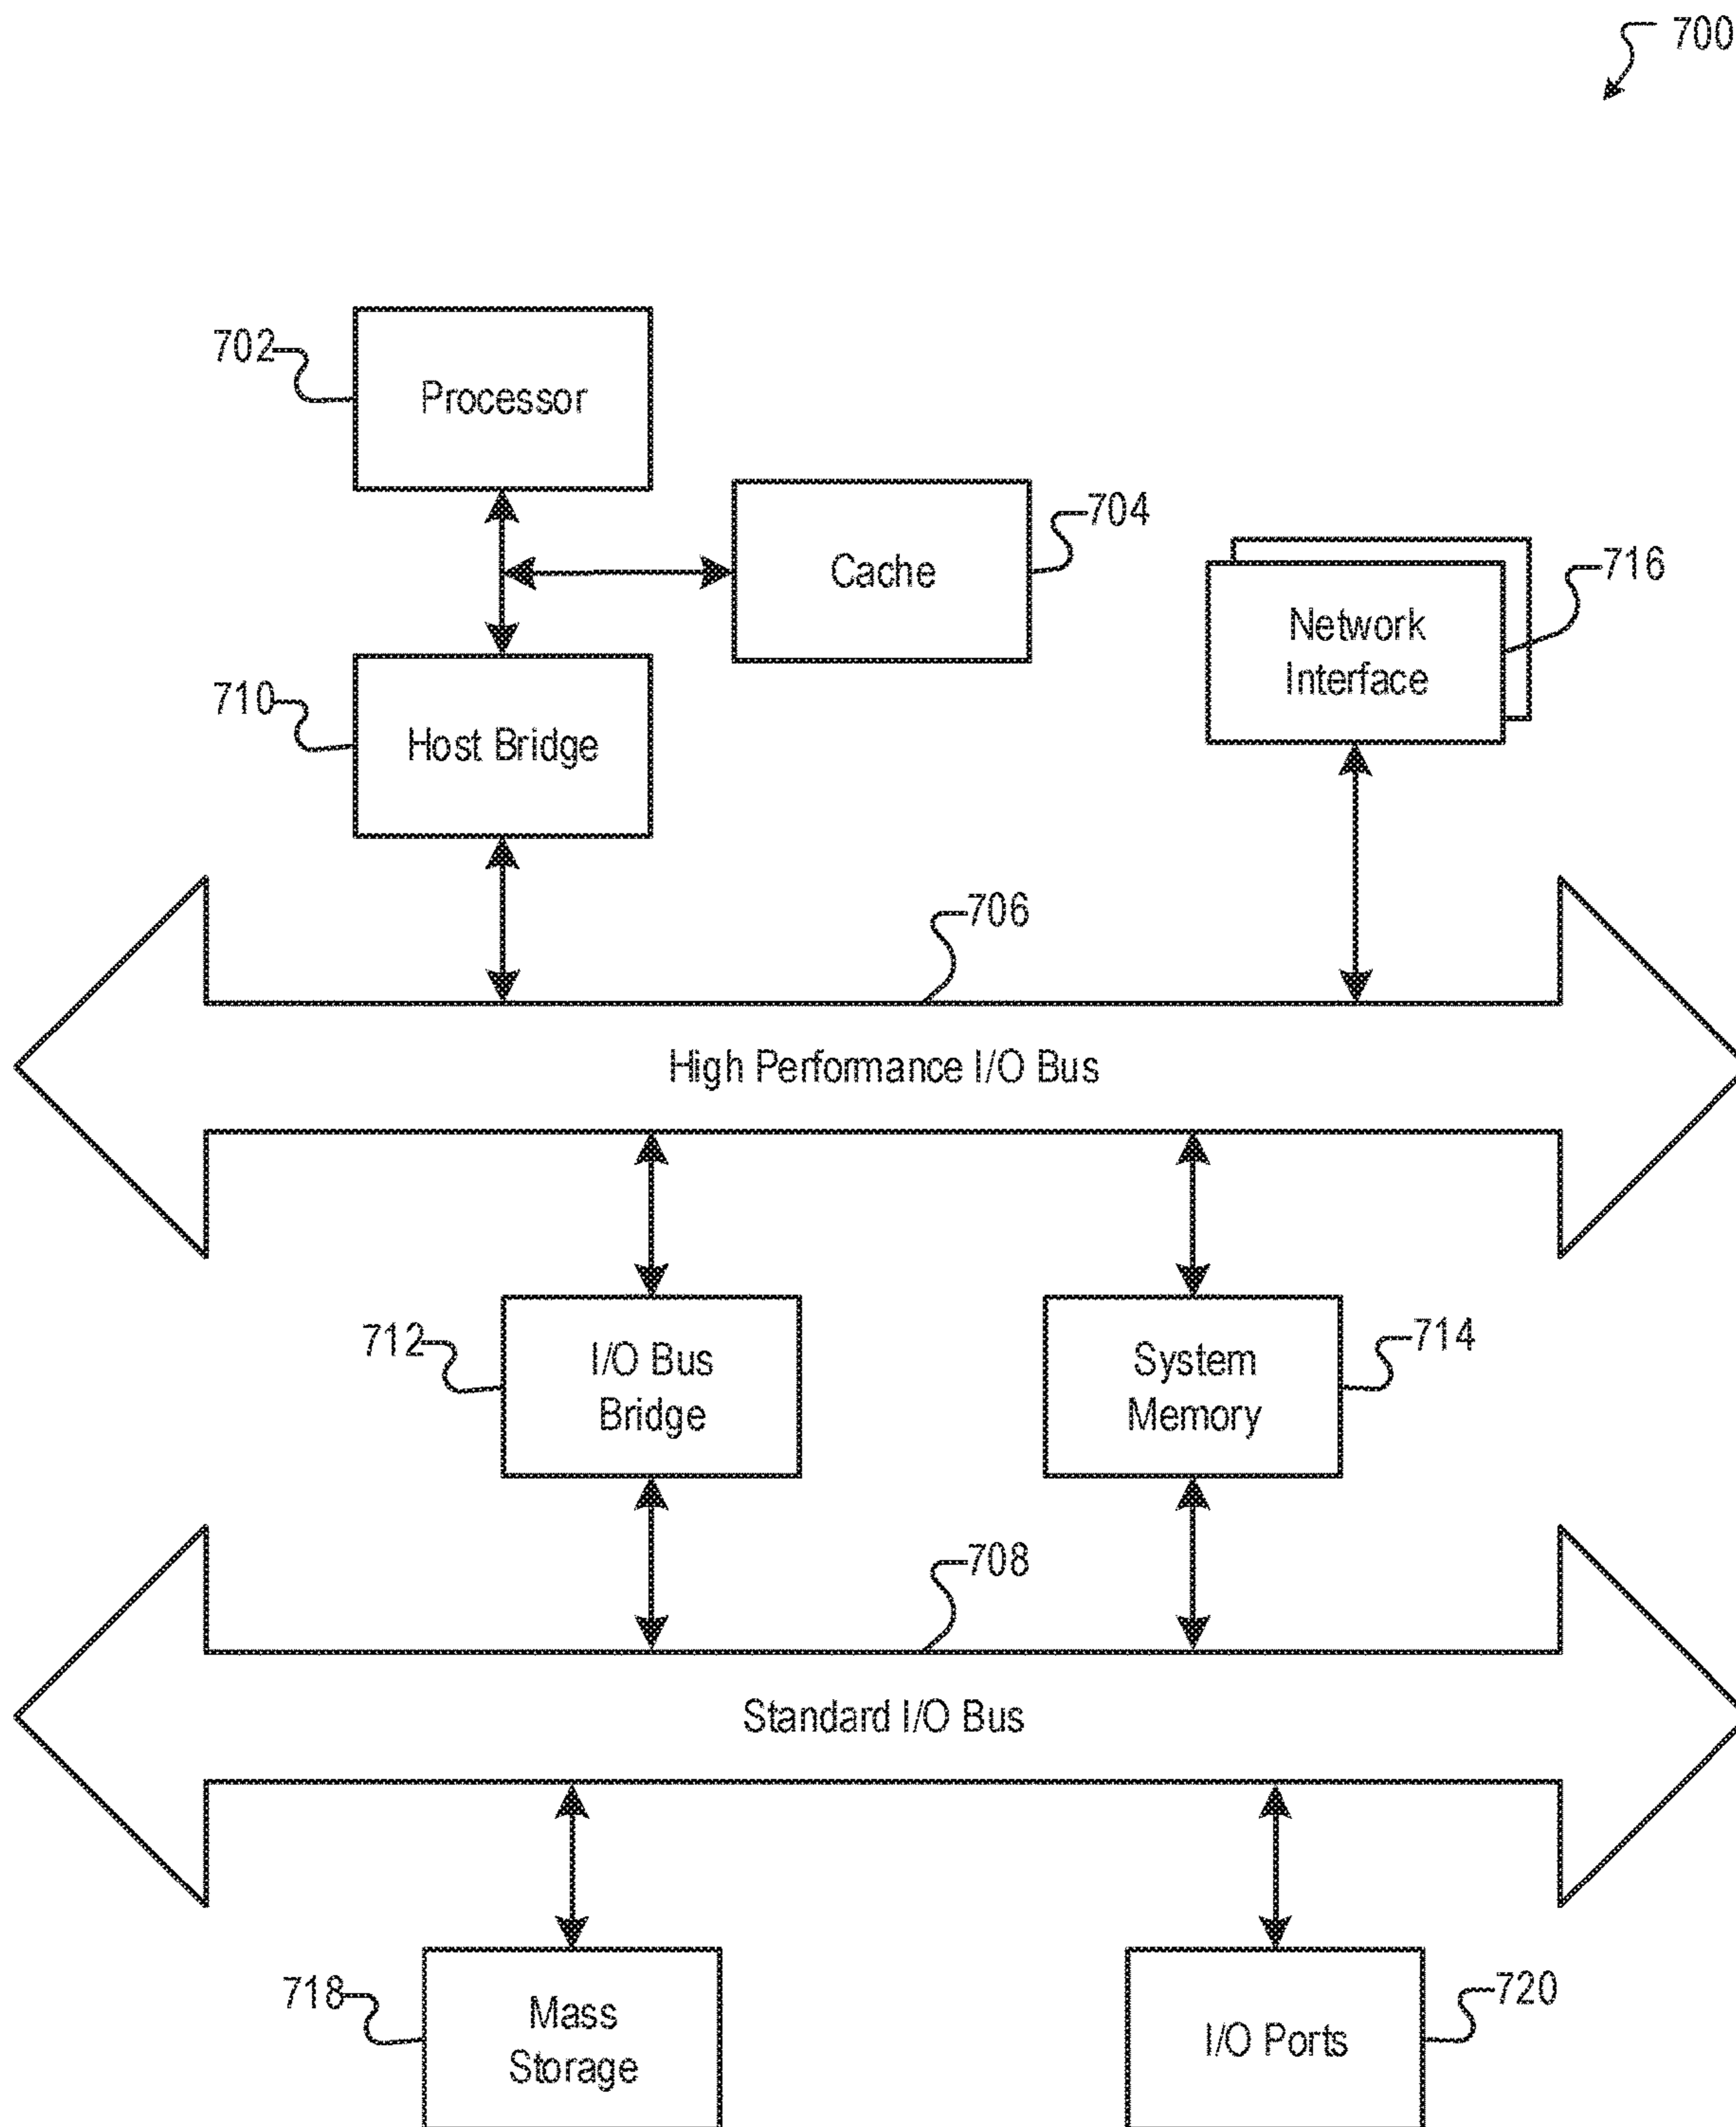 700
702
Processor
704
Cache
716
Network
Interface
710
Host Bridge
706
High Performance I/O Bus
712
I/O Bus
Bridge
System
Memory
714
708
Standard I/O Bus
718
Mass
Storage
I/O Ports
720